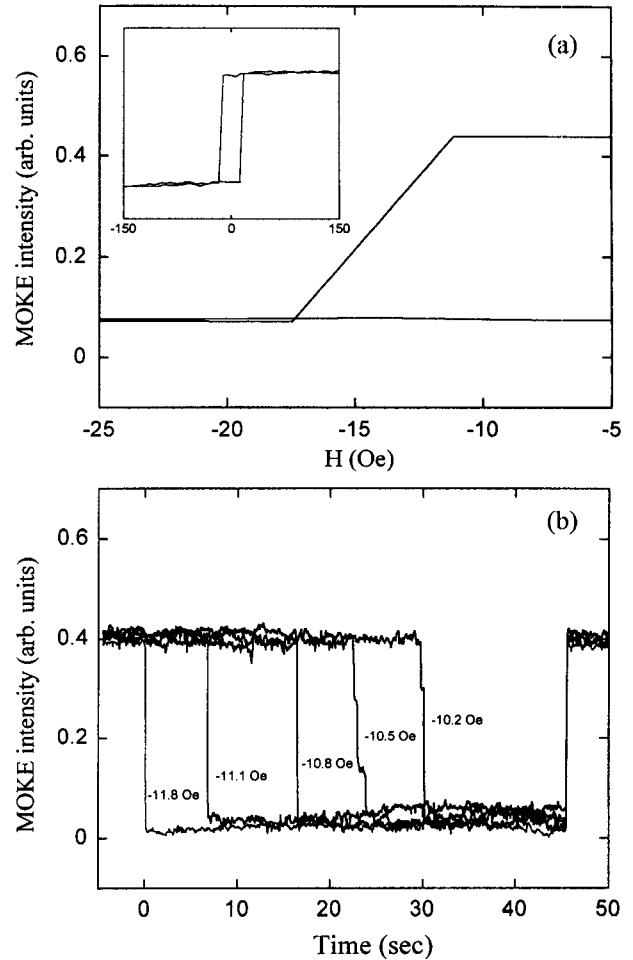 (a)
MOKE intensity (arb. units)
0.6
0.4
0.2
0
-150
0
150
-25
-20
-15
-10
-5
H (Oe)
(b)
MOKE intensity (arb. units)
0.6
0.4
0.2
0
-11.8 Oe
-11.1 Oe
-10.8 Oe
-10.5 Oe
-10.2 Oe
0
10
20
30
40
50
Time (sec)